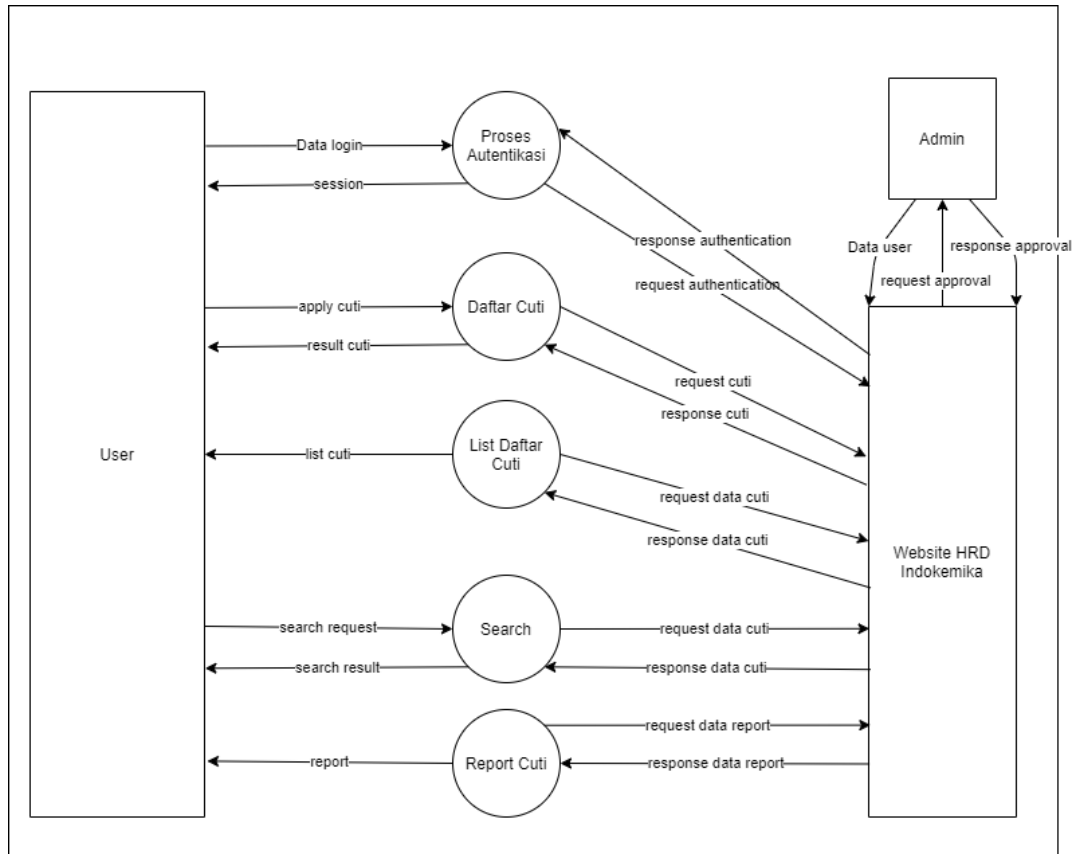 Proses
Autentikasi
Admin
Data login
session
response authentication
request authentication
Data user
response approval
request approval
apply cuti
Daftar Cuti
result cuti
request cuti
response cuti
User
list cuti
List Daftar
Cuti
request data cuti
response data cuti
Website HRD
Indokemika
search request
Search
request data cuti
search result
response data cuti
request data report
report
Report Cuti
response data report